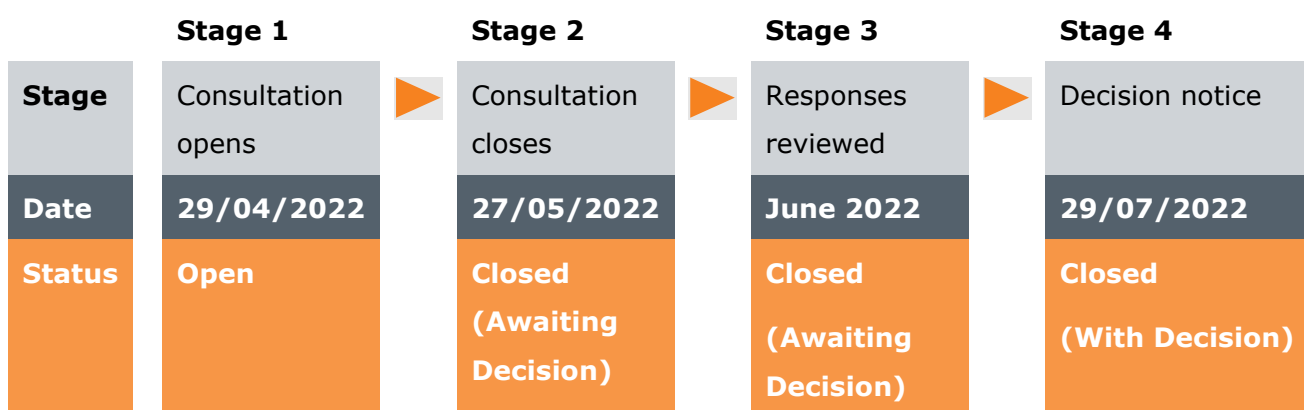 Stage 1 Stage 2 Stage 3 Stage 4
Stage Consultation Consultation Responses Decision notice
opens closes reviewed
Date 29/04/2022 27/05/2022 June 2022 29/07/2022
Status Open Closed Closed Closed
(Awaiting (Awaiting (With Decision)
Decision) Decision)